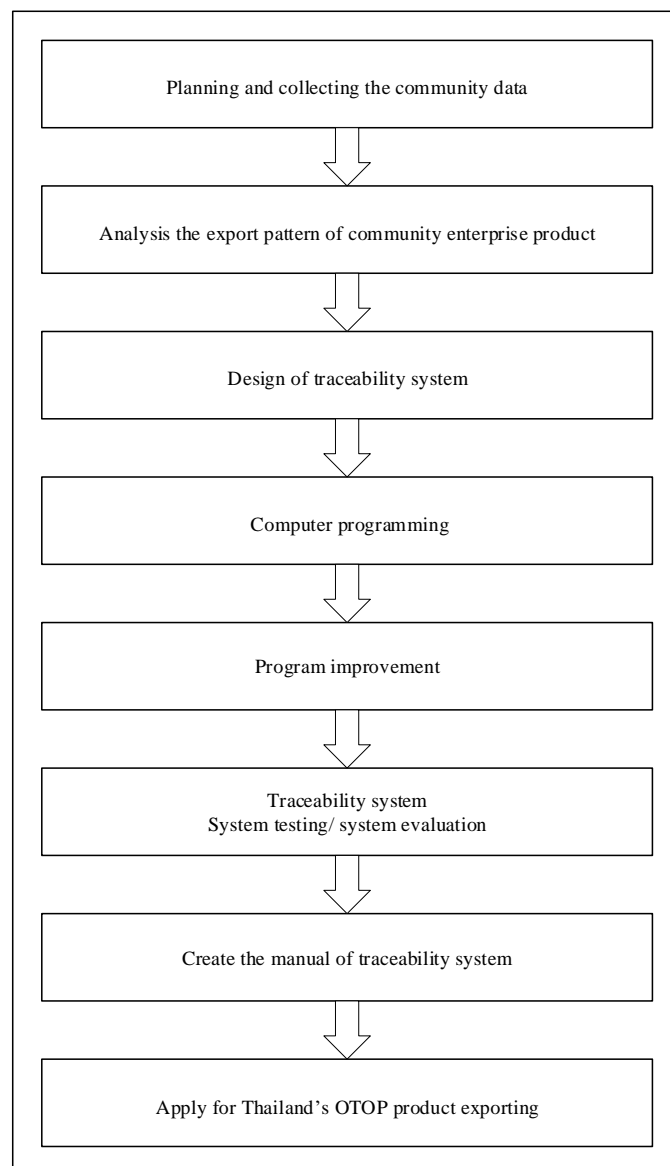 Planning and collecting the community data
Analysis the export pattern of community enterprise product
Design of traceability system
Computer programming
Program improvement
Traceability system
System testing/ system evaluation
Create the manual of traceability system
Apply for Thailand’s OTOP product exporting